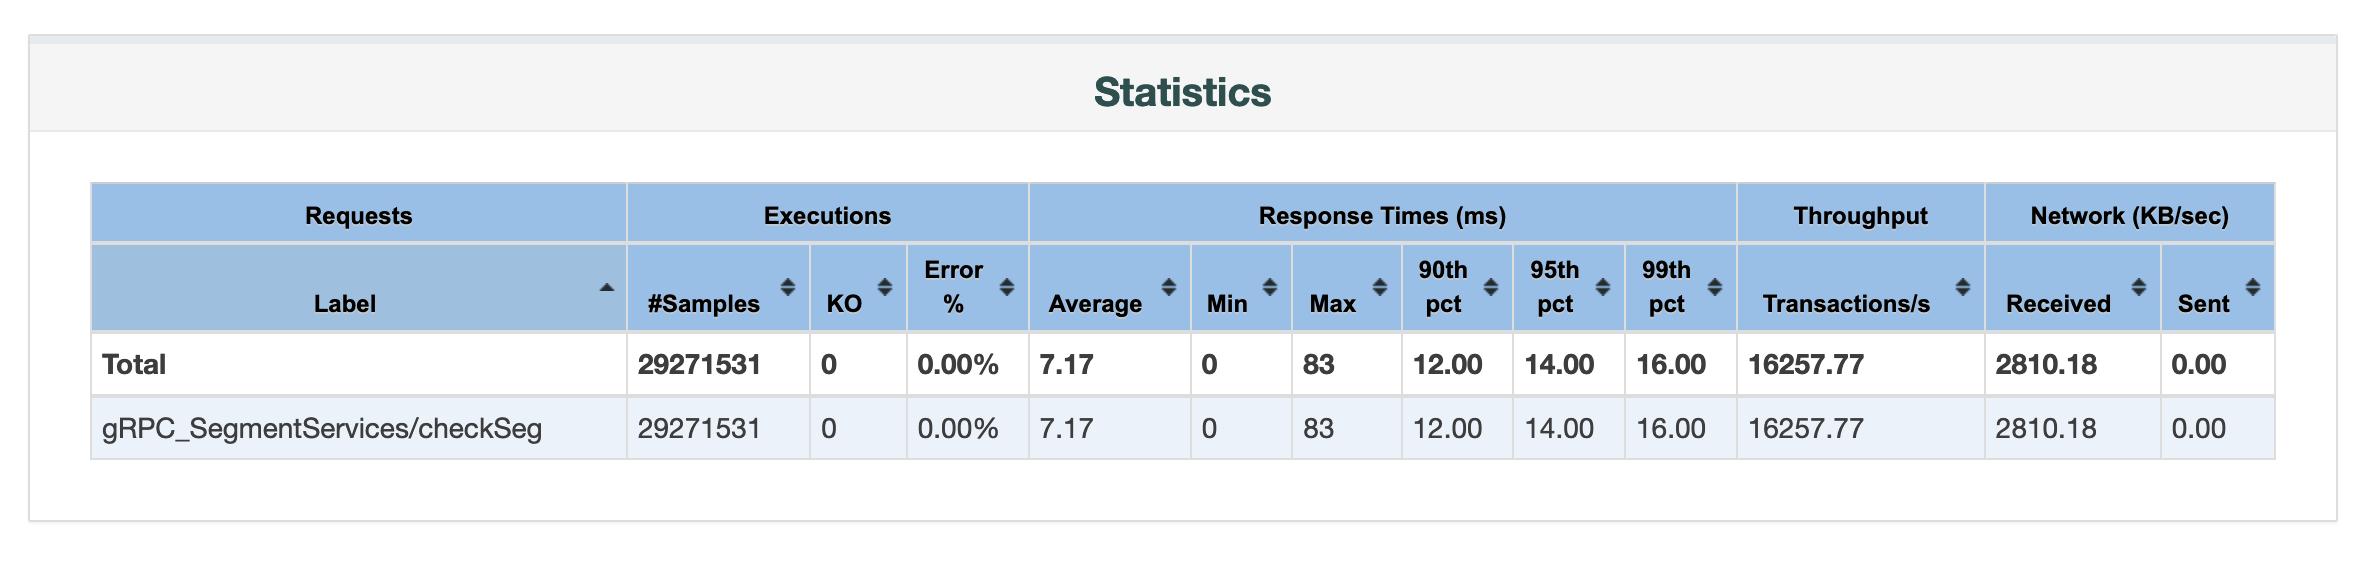 Statistics
Requests Executions Response Times (ms) Throughput Network (KB/sec)
Label #Samples KO Error % Average Min Max 90th pct 95th pct 99th pct Transactions/s Received Sent
Total 29271531 0 0.00% 7.17 0 83 12.00 14.00 16.00 16257.77 2810.18 0.00
gRPC_SegmentServices/checkSeg 29271531 0 0.00% 7.17 0 83 12.00 14.00 16.00 16257.77 2810.18 0.00